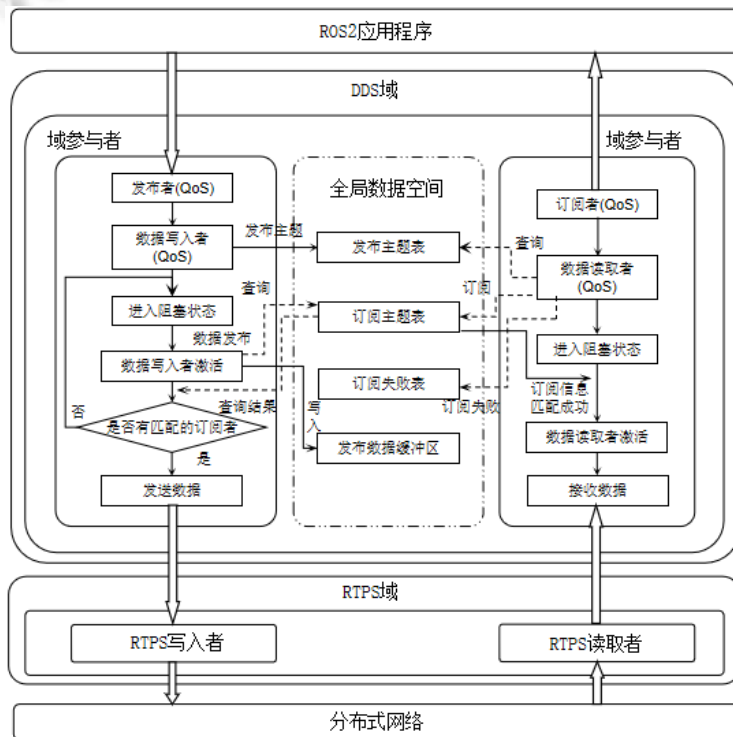 ROS2应用程序
DDS域
域参与者
域参与者
发布者(QoS)
全局数据空间
订阅者(QoS)
数据写入者
(QoS)
发布主题
发布主题表
查询
数据读取者
(QoS)
查询
订阅
进入阻塞状态
订阅主题表
数据发布
进入阻塞状态
数据写入者激活
订阅失败表
订阅信息
匹配成功
否
查询结果
写
入
订阅失败
是否有匹配的订阅者
发布数据缓冲区
数据读取者激活
是
发送数据
接收数据
RTPS域
RTPS写入者
RTPS读取者
分布式网络